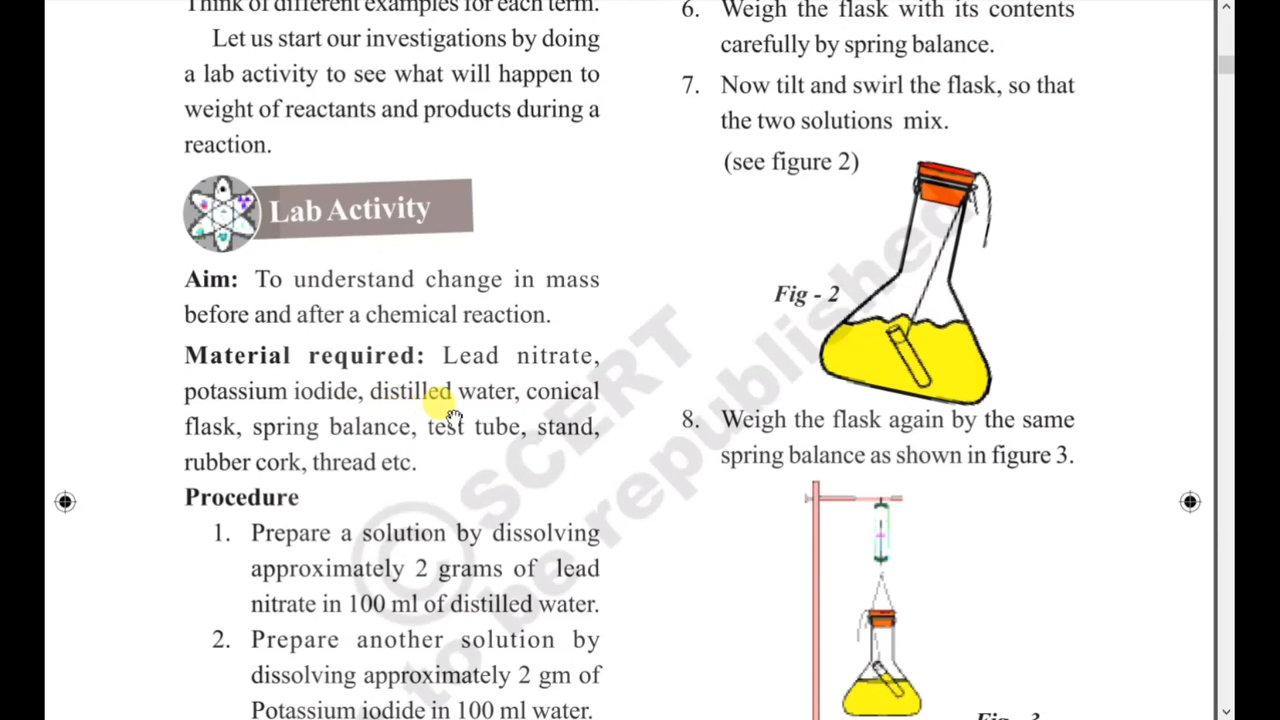 Think of different examples for each term.
Let us start our investigations by doing
a lab activity to see what will happen to
weight of reactants and products during a
reaction.
Lab Activity
Aim: To understand change in mass
before and after a chemical reaction.
Material required: Lead nitrate,
potassium iodide, distilled water, conical
flask, spring balance, test tube, stand,
rubber cork, thread etc.
Procedure
1. Prepare a solution by dissolving
approximately 2 grams of lead
nitrate in 100 ml of distilled water.
2. Prepare another solution by
dissolving approximately 2 gm of
Potassium iodide in 100 ml water.
6. Weigh the flask with its contents
carefully by spring balance.
7. Now tilt and swirl the flask, so that
the two solutions mix.
(see figure 2)
Fig - 2
8. Weigh the flask again by the same
spring balance as shown in figure 3.
Fig - 3
©SCERT
to be republished